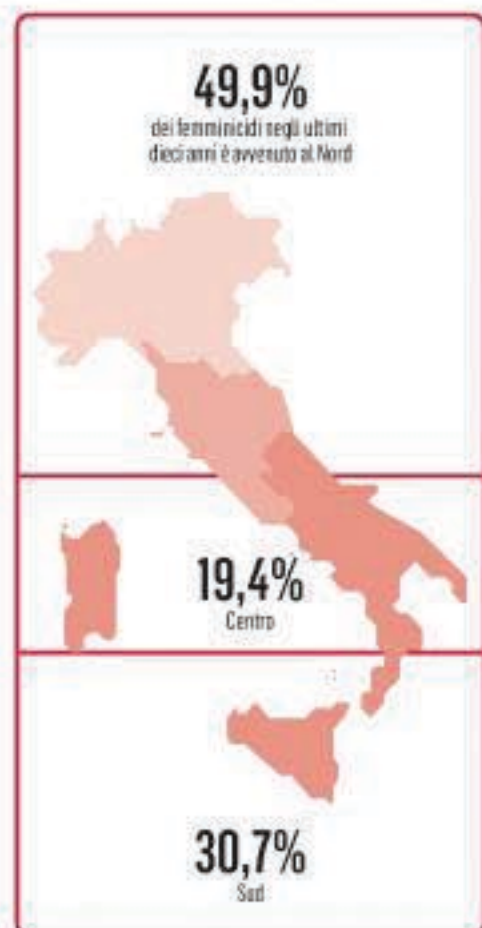 49,9%
dei femminicidi negli ultimi
dieci anni è avvenuto al Nord
19,4%
Centro
30,7%
Sud